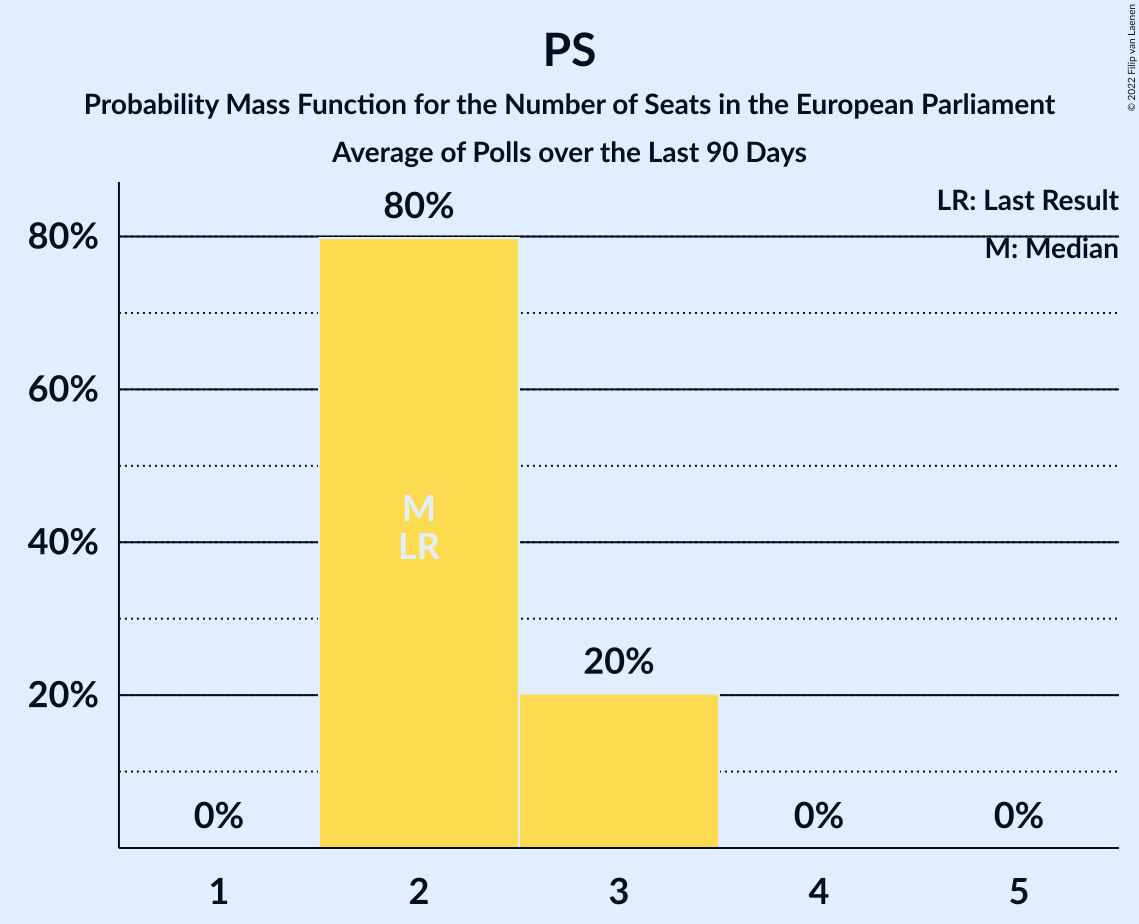 PS
Probability Mass Function for the Number of Seats in the European Parliament
Average of Polls over the Last 90 Days
© 2022 Filip van Laenen
LR: Last Result
M: Median
80%
60%
40%
20%
0%
80%
M
LR
20%
0%
0%
1
2
3
4
5